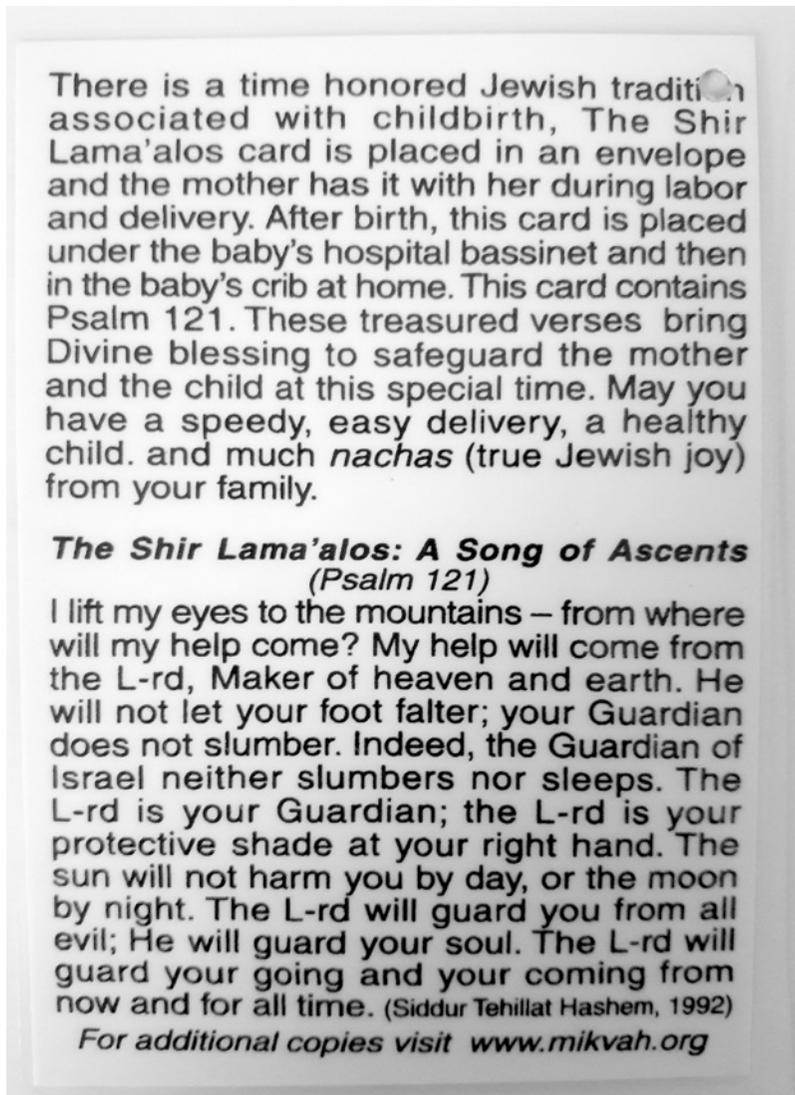 There is a time honored Jewish tradition
associated with childbirth, The Shir
Lama'alos card is placed in an envelope
and the mother has it with her during labor
and delivery. After birth, this card is placed
under the baby's hospital bassinet and then
in the baby's crib at home. This card contains
Psalm 121. These treasured verses bring
Divine blessing to safeguard the mother
and the child at this special time. May you
have a speedy, easy delivery, a healthy
child. and much nachas (true Jewish joy)
from your family.
The Shir Lama'alos: A Song of Ascents
(Psalm 121)
I lift my eyes to the mountains – from where
will my help come? My help will come from
the L-rd, Maker of heaven and earth. He
will not let your foot falter; your Guardian
does not slumber. Indeed, the Guardian of
Israel neither slumbers nor sleeps. The
L-rd is your Guardian; the L-rd is your
protective shade at your right hand. The
sun will not harm you by day, or the moon
by night. The L-rd will guard you from all
evil; He will guard your soul. The L-rd will
guard your going and your coming from
now and for all time. (Siddur Tehillat Hashem, 1992)
For additional copies visit www.mikvah.org